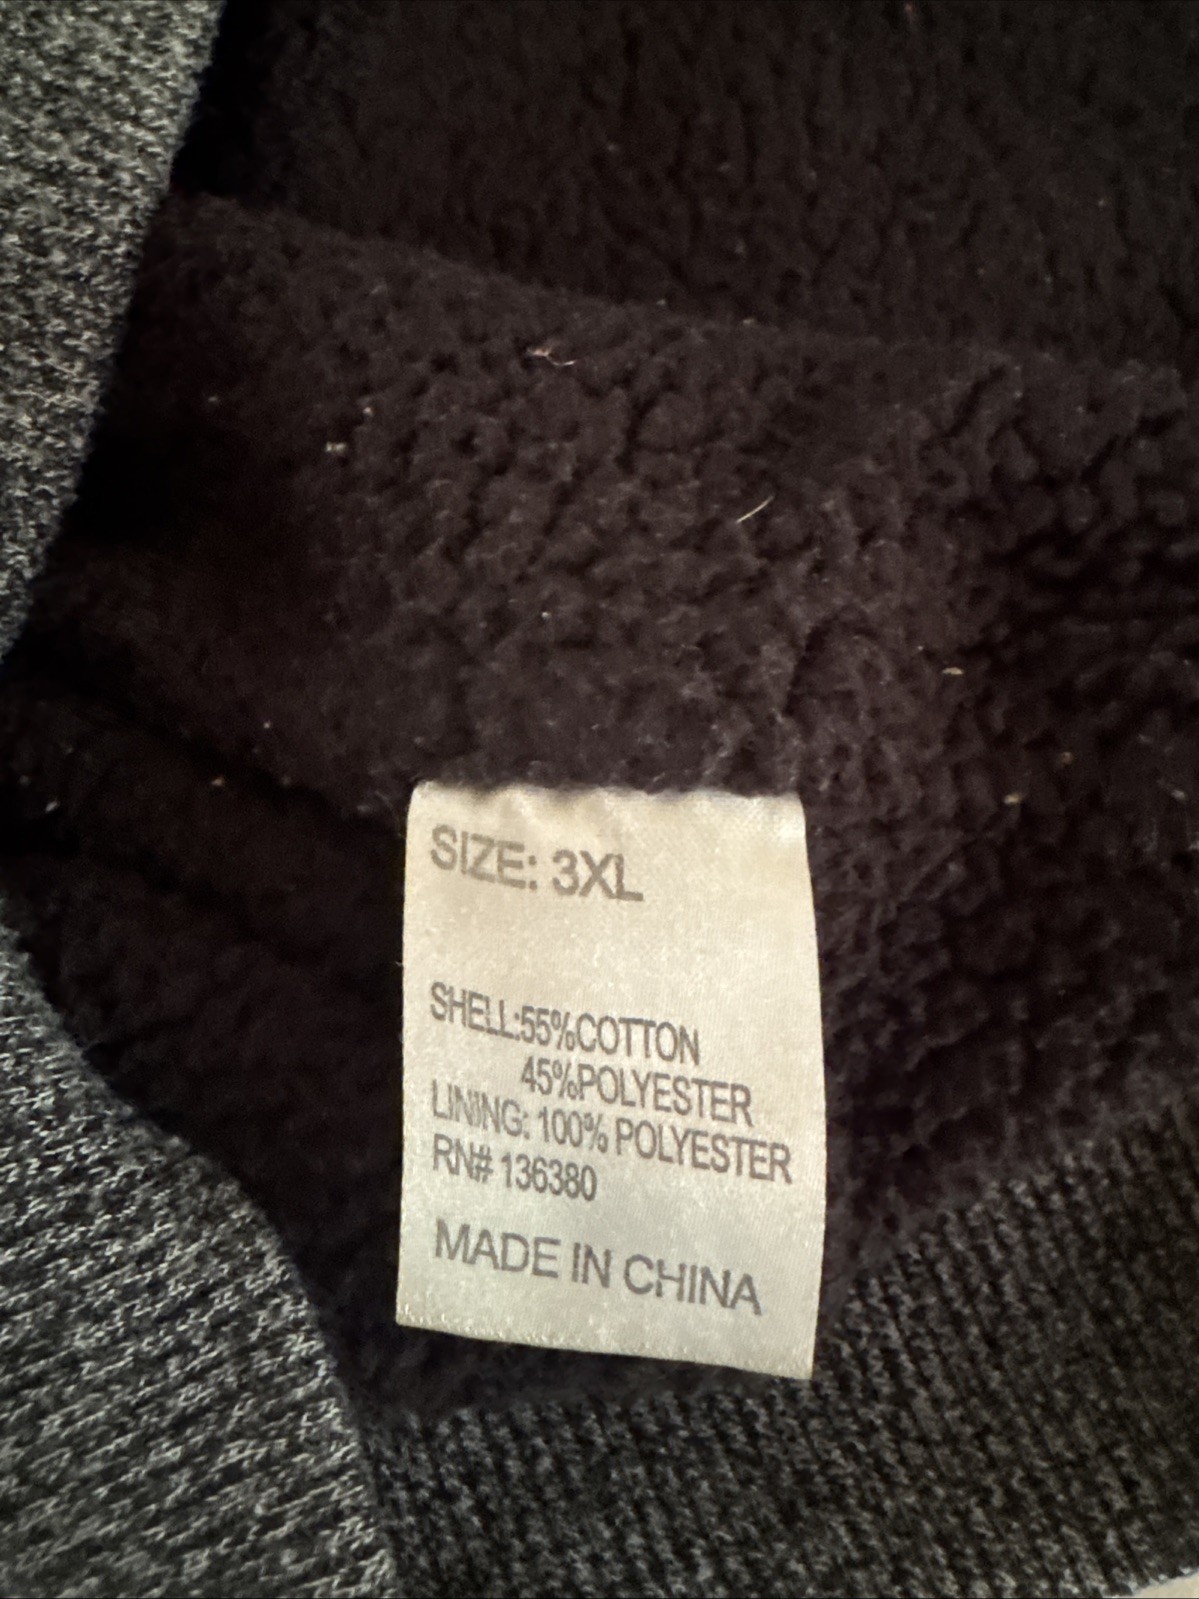 SIZE: 3XL
SHELL:55%COTTON
45%POLYESTER
LINING: 100% POLYESTER
RN# 136380
MADE IN CHINA